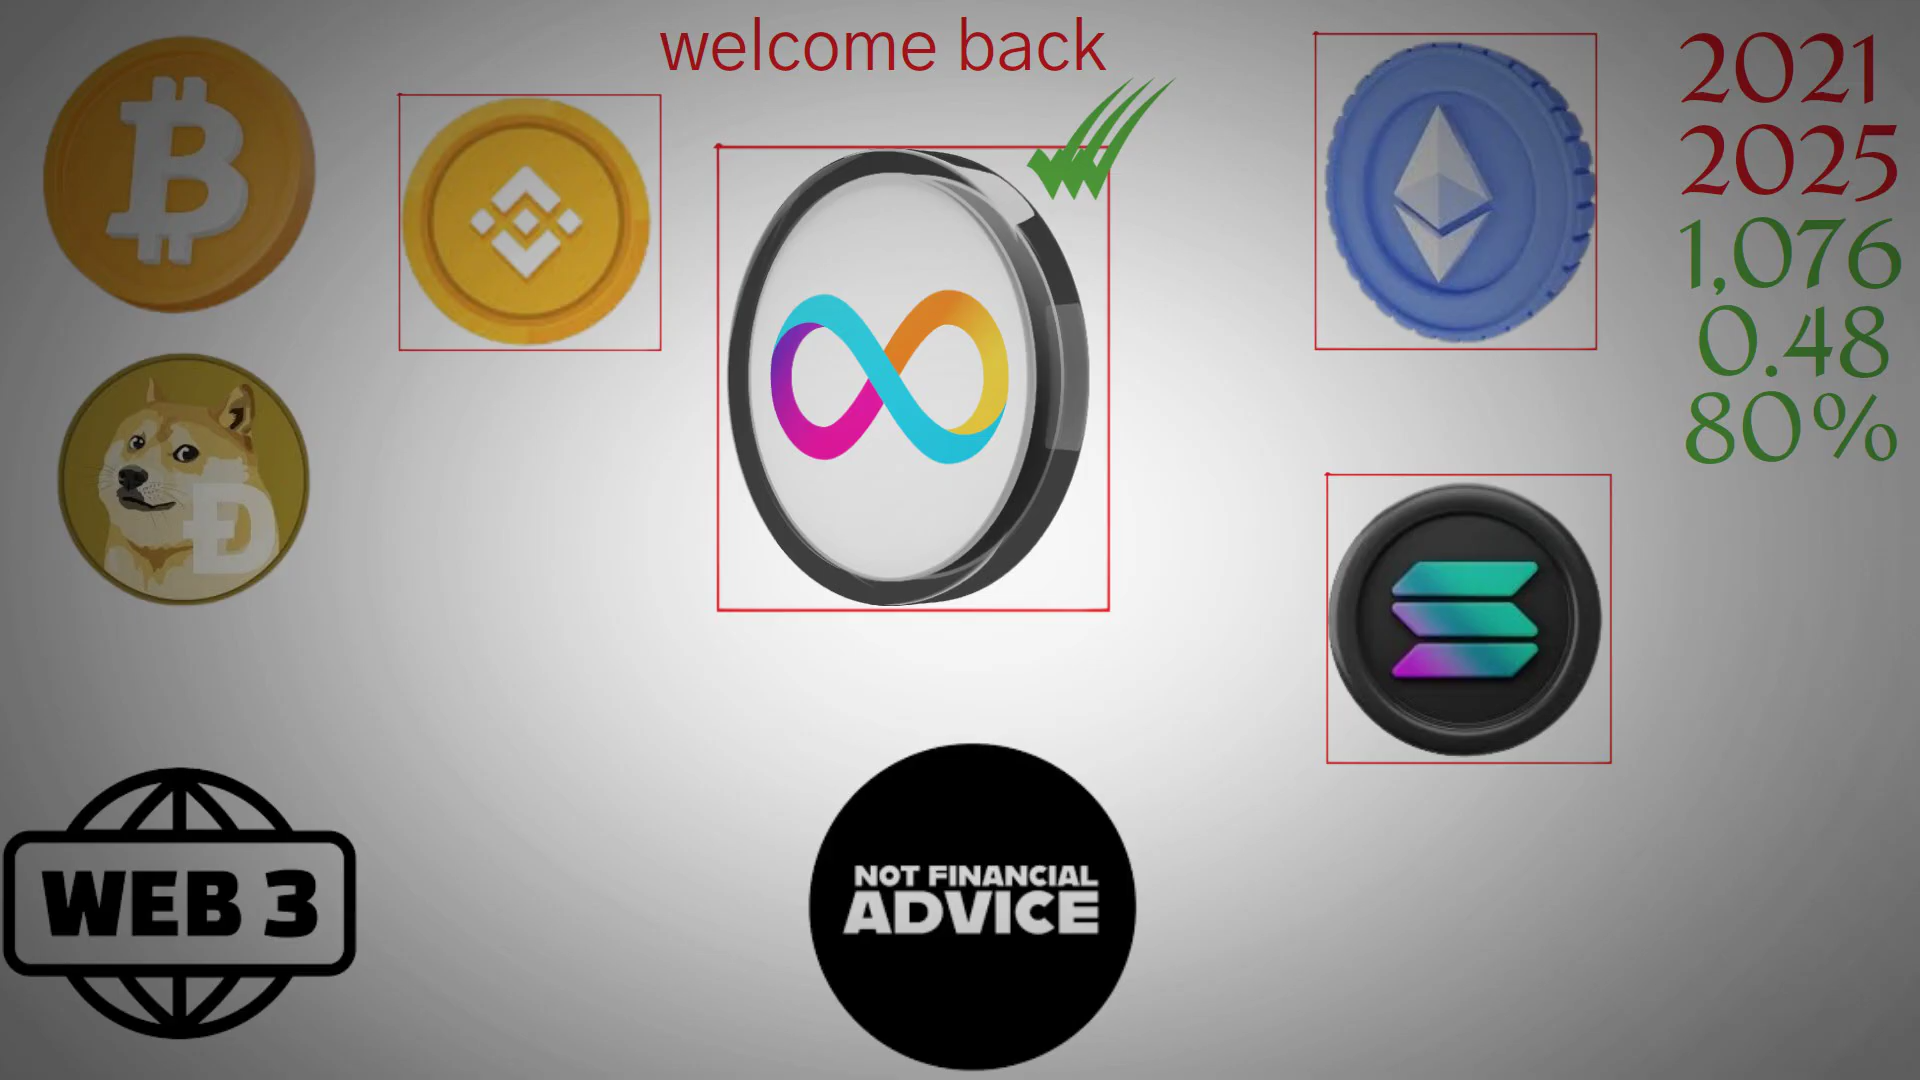 welcome back
2021
2025
1,076
0.48
80%
WEB 3
NOT FINANCIAL
ADVICE